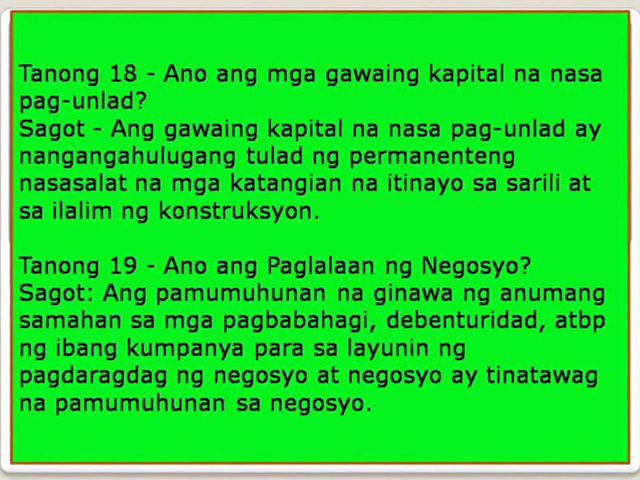 Tanong 18 - Ano ang mga gawaing kapital na nasa
pag-unlad?
Sagot - Ang gawaing kapital na nasa pag-unlad ay
nangangahulugang tulad ng permanenteng
nasasalat na mga katangian na itinayo sa sarili at
sa ilalim ng konstruksyon.
Tanong 19 - Ano ang Paglalaan ng Negosyo?
Sagot: Ang pamumuhunan na ginawa ng anumang
samahan sa mga pagbabahagi, debenturidad, atbp
ng ibang kumpanya para sa layunin ng
pagdaragdag ng negosyo at negosyo ay tinatawag
na pamumuhunan sa negosyo.